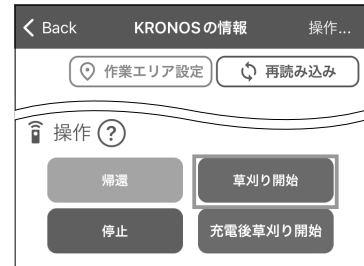 Back KRONOSの情報 操作...
作業エリア設定 再読み込み
操作 ?
帰還 草刈り開始
停止 充電後草刈り開始